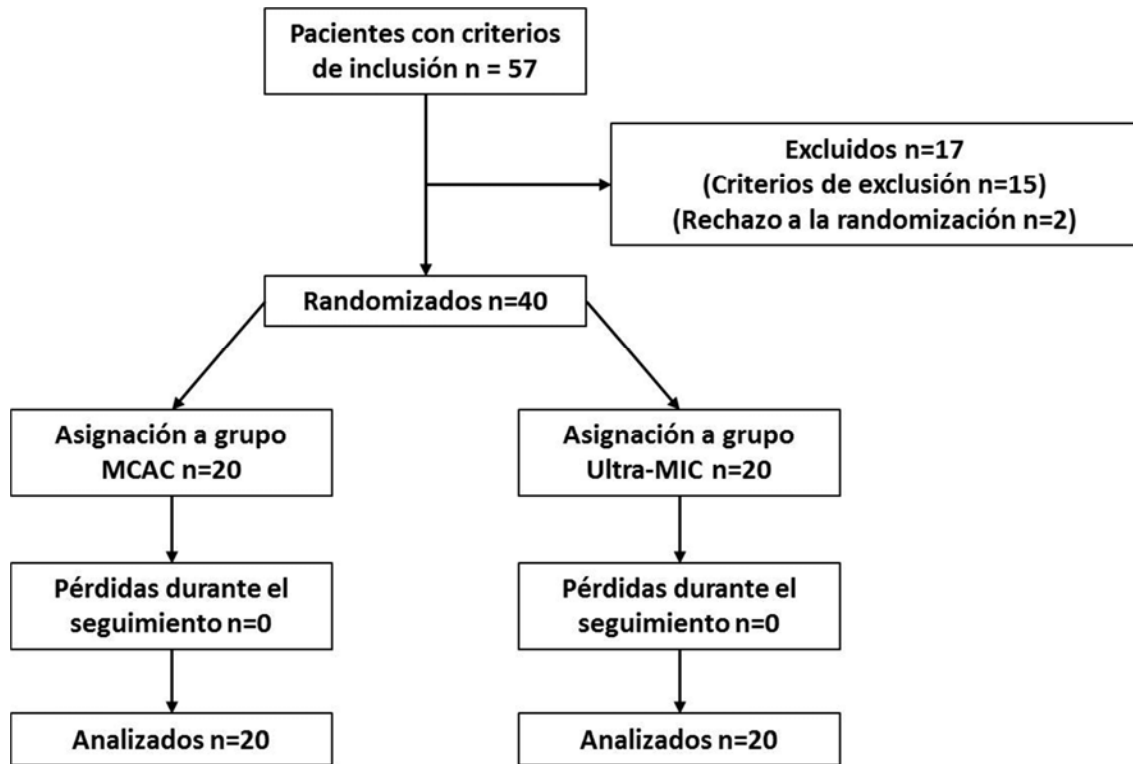 Pacientes con criterios
de inclusión n = 57
Excluidos n=17
(Criterios de exclusión n=15)
(Rechazo a la randomización n=2)
Randomizados n=40
Asignación a grupo
MCAC n=20
Asignación a grupo
Ultra-MIC n=20
Pérdidas durante el
seguimiento n=0
Pérdidas durante el
seguimiento n=0
Analizados n=20
Analizados n=20